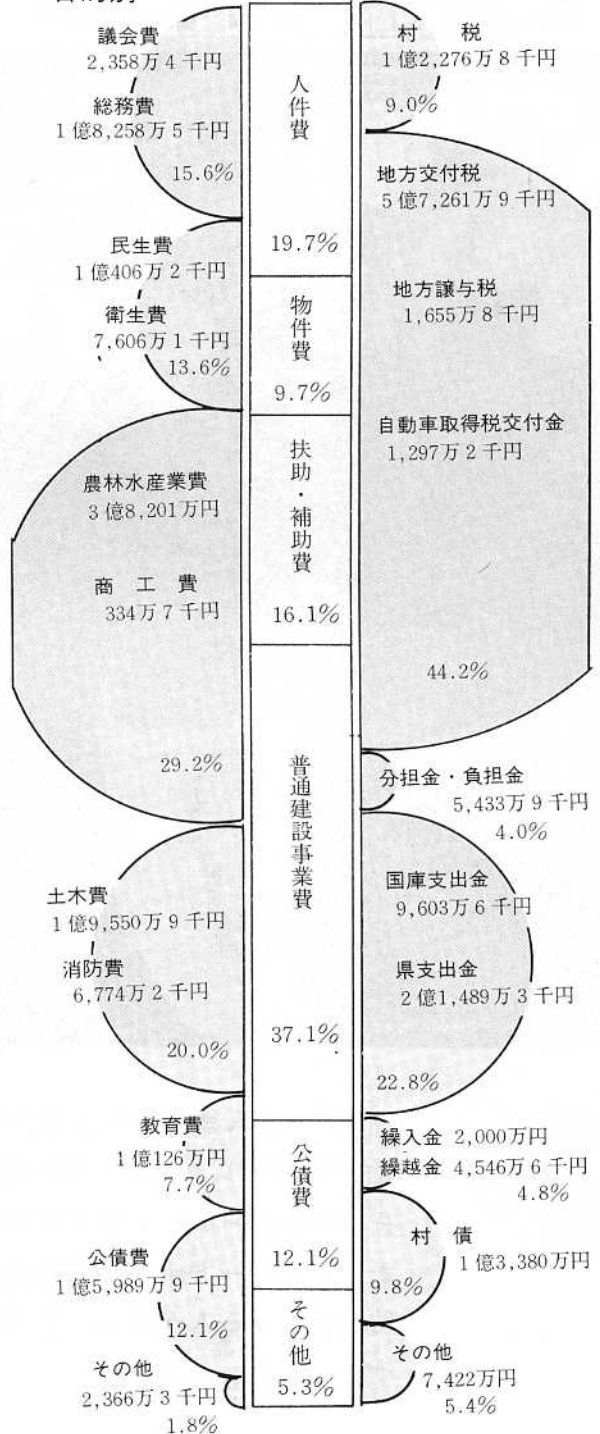 議会費
2,358万4千円
総務費
1億8,258万5千円
15.6%
民生費
1億406万2千円
衛生費
7,606万1千円
13.6%
農林水産業費
3億8,201万円
商工費
334万7千円
29.2%
土木費
1億9,550万9千円
消防費
6,774万2千円
20.0%
教育費
1億126万円
7.7%
公債費
1億5,989万9千円
12.1%
その他
2,366万3千円
1.8%
人件費
19.7%
物件費
9.7%
扶助・補助費
16.1%
普通建設事業費
37.1%
公債費
12.1%
その他
5.3%
村税
1億2,276万8千円
9.0%
地方交付税
5億7,261万9千円
地方譲与税
1,655万8千円
自動車取得税交付金
1,297万2千円
44.2%
分担金・負担金
5,433万9千円
4.0%
国庫支出金
9,603万6千円
県支出金
2億1,489万3千円
22.8%
繰入金 2,000万円
繰越金 4,546万6千円
4.8%
村債
1億3,380万円
9.8%
その他
7,422万円
5.4%